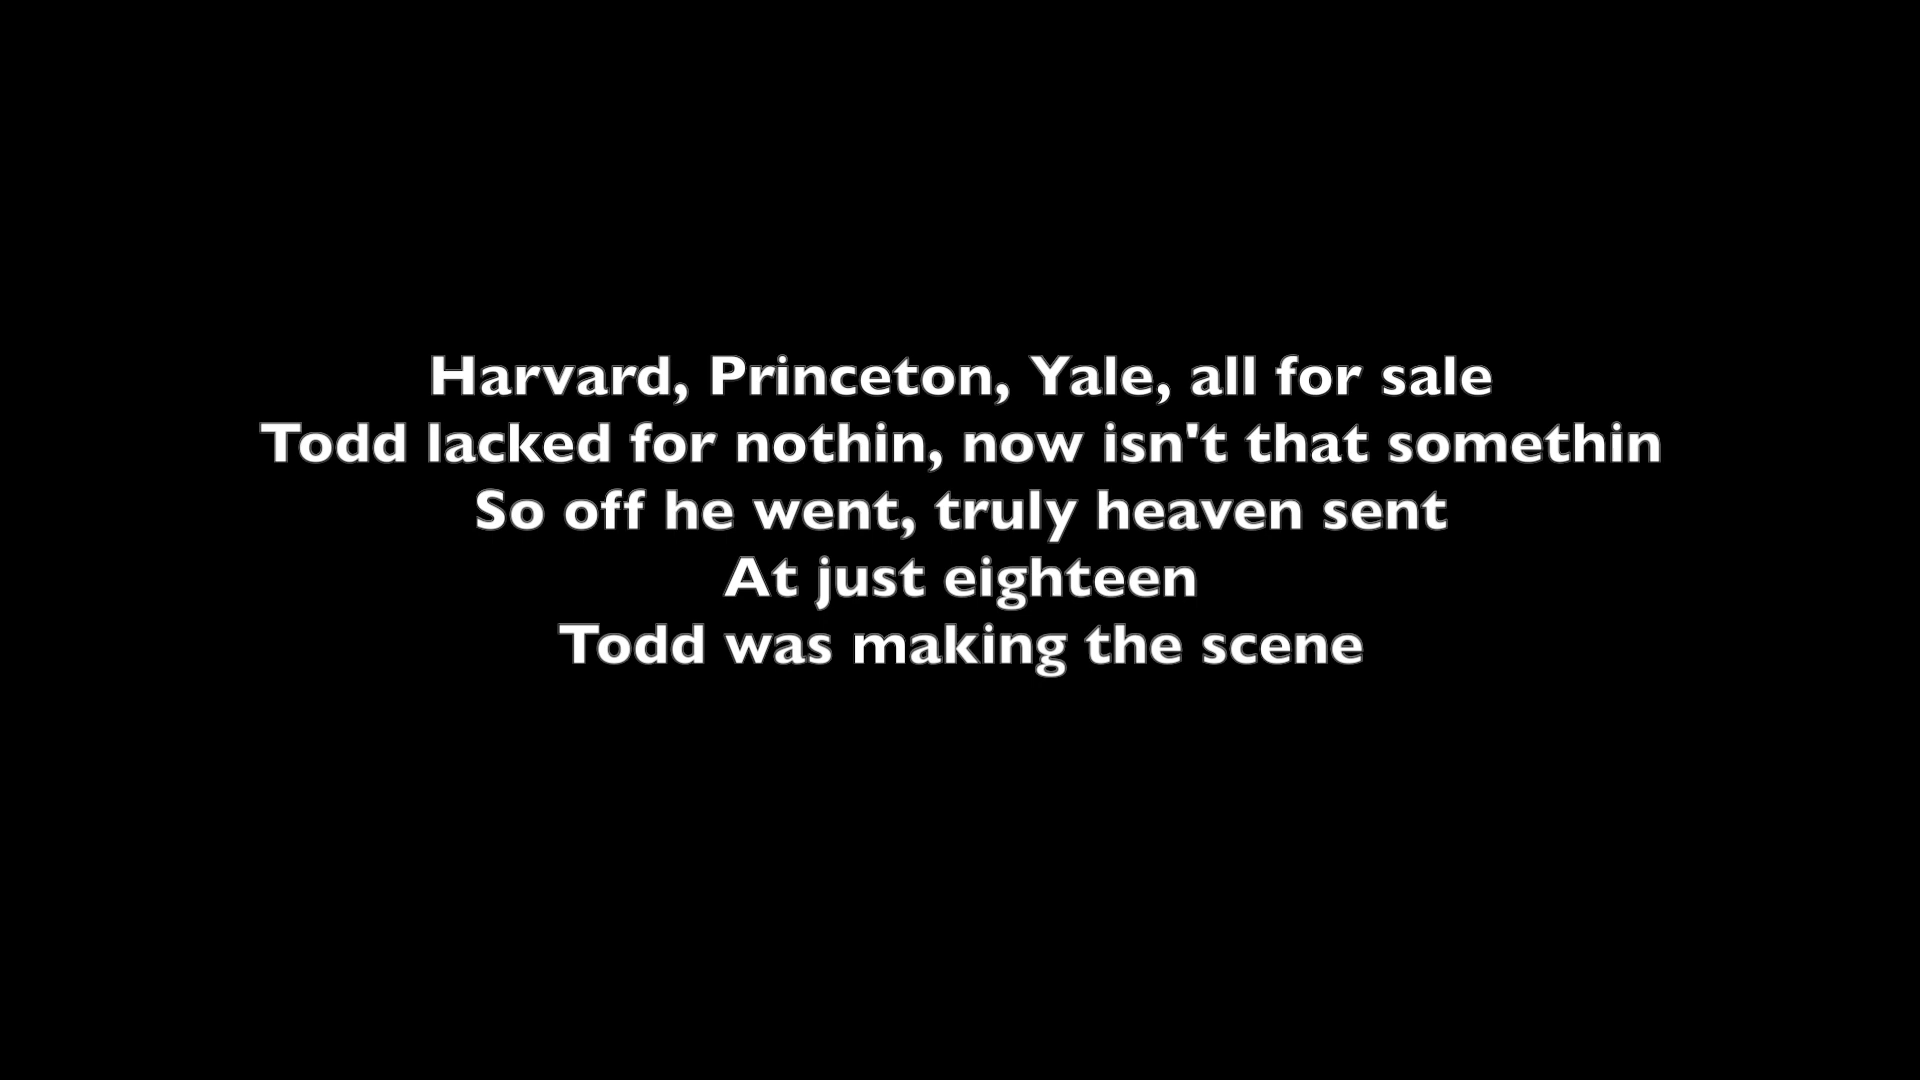 Harvard, Princeton, Yale, all for sale
Todd lacked for nothin, now isn't that somethin
So off he went, truly heaven sent
At just eighteen
Todd was making the scene